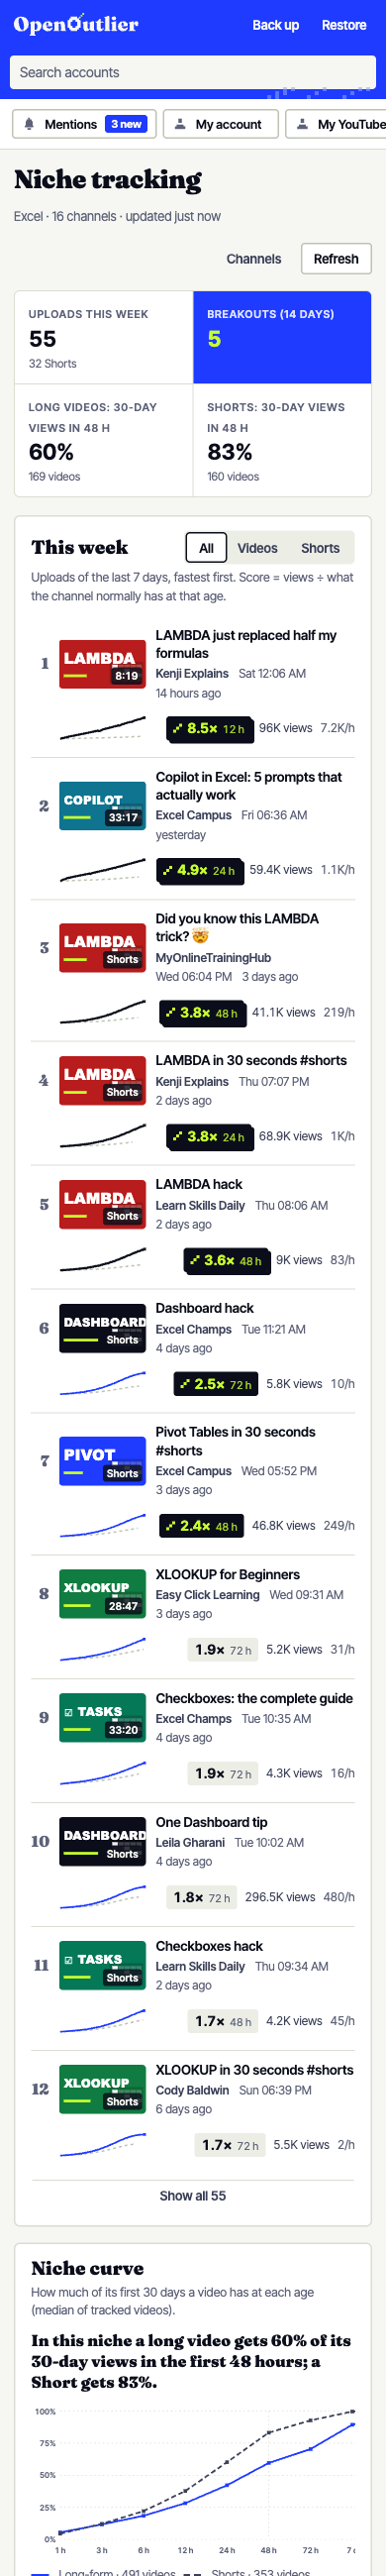 OpenOutlier
Back up Restore
Search accounts
Mentions 3 new My account My YouTube
Niche tracking
Excel · 16 channels · updated just now
Channels Refresh
UPLOADS THIS WEEK
55
32 Shorts
BREAKOUTS (14 DAYS)
5
LONG VIDEOS: 30-DAY
VIEWS IN 48 H
60%
169 videos
SHORTS: 30-DAY VIEWS
IN 48 H
83%
160 videos
This week
All Videos Shorts
Uploads of the last 7 days, fastest first. Score = views ÷ what
the channel normally has at that age.
1
LAMBDA
8:19
LAMBDA just replaced half my
formulas
Kenji Explains Sat 12:06 AM
14 hours ago
8.5× 12 h 96K views 7.2K/h
2
COPILOT
33:17
Copilot in Excel: 5 prompts that
actually work
Excel Campus Fri 06:36 AM
yesterday
4.9× 24 h 59.4K views 1.1K/h
3
LAMBDA
Shorts
Did you know this LAMBDA
trick? 🤯
MyOnlineTrainingHub
Wed 06:04 PM 3 days ago
3.8× 48 h 41.1K views 219/h
4
LAMBDA
Shorts
LAMBDA in 30 seconds #shorts
Kenji Explains Thu 07:07 PM
2 days ago
3.8× 24 h 68.9K views 1K/h
5
LAMBDA
Shorts
LAMBDA hack
Learn Skills Daily Thu 08:06 AM
2 days ago
3.6× 48 h 9K views 83/h
6
DASHBOARD
Shorts
Dashboard hack
Excel Champs Tue 11:21 AM
4 days ago
2.5× 72 h 5.8K views 10/h
7
PIVOT
Shorts
Pivot Tables in 30 seconds
#shorts
Excel Campus Wed 05:52 PM
3 days ago
2.4× 48 h 46.8K views 249/h
8
XLOOKUP
28:47
XLOOKUP for Beginners
Easy Click Learning Wed 09:31 AM
3 days ago
1.9× 72 h 5.2K views 31/h
9
☑ TASKS
33:20
Checkboxes: the complete guide
Excel Champs Tue 10:35 AM
4 days ago
1.9× 72 h 4.3K views 16/h
10
DASHBOARD
Shorts
One Dashboard tip
Leila Gharani Tue 10:02 AM
4 days ago
1.8× 72 h 296.5K views 480/h
11
☑ TASKS
Shorts
Checkboxes hack
Learn Skills Daily Thu 09:34 AM
2 days ago
1.7× 48 h 4.2K views 45/h
12
XLOOKUP
Shorts
XLOOKUP in 30 seconds #shorts
Cody Baldwin Sun 06:39 PM
6 days ago
1.7× 72 h 5.5K views 2/h
Show all 55
Niche curve
How much of its first 30 days a video has at each age
(median of tracked videos).
In this niche a long video gets 60% of its
30-day views in the first 48 hours; a
Short gets 83%.
100%
75%
50%
25%
0%
1 h 3 h 6 h 12 h 24 h 48 h 72 h 7
Long-form · 491 videos Shorts · 353 videos